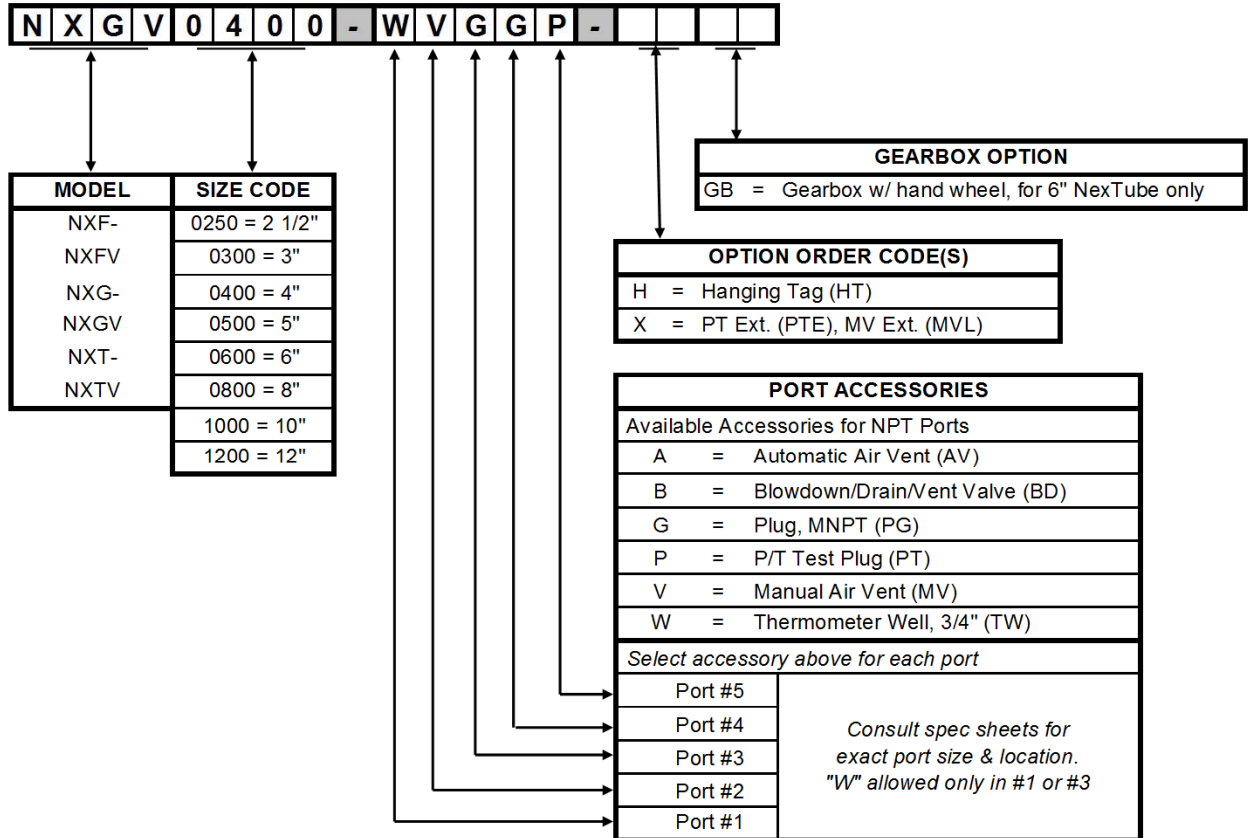 NXGV0400-WVGGP-
GEARBOX OPTION
GB = Gearbox w/ hand wheel, for 6" NexTube only
MODEL SIZE CODE
NXF- 0250 = 2 1/2"
NXFV 0300 = 3"
NXG- 0400 = 4"
NXGV 0500 = 5"
NXT- 0600 = 6"
NXTV 0800 = 8"
1000 = 10"
1200 = 12"
OPTION ORDER CODE(S)
H = Hanging Tag (HT)
X = PT Ext. (PTE), MV Ext. (MVL)
PORT ACCESSORIES
Available Accessories for NPT Ports
A = Automatic Air Vent (AV)
B = Blowdown/Drain/Vent Valve (BD)
G = Plug, MNPT (PG)
P = P/T Test Plug (PT)
V = Manual Air Vent (MV)
W = Thermometer Well, 3/4" (TW)
Select accessory above for each port
Port #5
Port #4
Port #3
Port #2
Port #1
Consult spec sheets for
exact port size & location.
"W" allowed only in #1 or #3